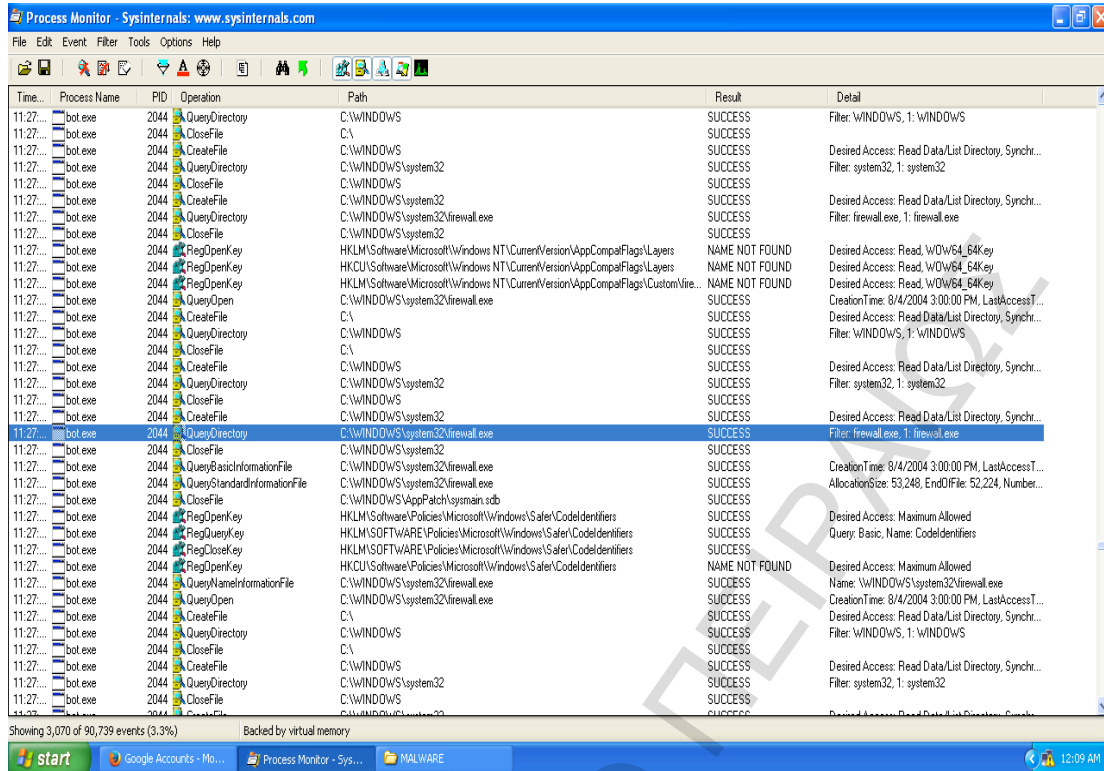 Process Monitor - Sysinternals: www.sysinternals.com
File Edit Event Filter Tools Options Help
Time... Process Name PID Operation Path Result Detail
11:27:... bot.exe 2044 QueryDirectory C:\WINDOWS SUCCESS Filter: WINDOWS, 1: WINDOWS
11:27:... bot.exe 2044 CloseFile C:\ SUCCESS
11:27:... bot.exe 2044 CreateFile C:\WINDOWS SUCCESS Desired Access: Read Data/List Directory, Synchr...
11:27:... bot.exe 2044 QueryDirectory C:\WINDOWS\system32 SUCCESS Filter: system32, 1: system32
11:27:... bot.exe 2044 CloseFile C:\WINDOWS SUCCESS
11:27:... bot.exe 2044 CreateFile C:\WINDOWS\system32 SUCCESS Desired Access: Read Data/List Directory, Synchr...
11:27:... bot.exe 2044 QueryDirectory C:\WINDOWS\system32\firewall.exe SUCCESS Filter: firewall.exe, 1: firewall.exe
11:27:... bot.exe 2044 CloseFile C:\WINDOWS\system32 SUCCESS
11:27:... bot.exe 2044 RegOpenKey HKLM\Software\Microsoft\Windows NT\CurrentVersion\AppCompatFlags\Layers NAME NOT FOUND Desired Access: Read, WOW64_64Key
11:27:... bot.exe 2044 RegOpenKey HKCU\Software\Microsoft\Windows NT\CurrentVersion\AppCompatFlags\Layers NAME NOT FOUND Desired Access: Read, WOW64_64Key
11:27:... bot.exe 2044 RegOpenKey HKLM\Software\Microsoft\Windows NT\CurrentVersion\AppCompatFlags\Custom\fire... NAME NOT FOUND Desired Access: Read, WOW64_64Key
11:27:... bot.exe 2044 QueryOpen C:\WINDOWS\system32\firewall.exe SUCCESS CreationTime: 8/4/2004 3:00:00 PM, LastAccessT...
11:27:... bot.exe 2044 CreateFile C:\ SUCCESS Desired Access: Read Data/List Directory, Synchr...
11:27:... bot.exe 2044 QueryDirectory C:\WINDOWS SUCCESS Filter: WINDOWS, 1: WINDOWS
11:27:... bot.exe 2044 CloseFile C:\ SUCCESS
11:27:... bot.exe 2044 CreateFile C:\WINDOWS SUCCESS Desired Access: Read Data/List Directory, Synchr...
11:27:... bot.exe 2044 QueryDirectory C:\WINDOWS\system32 SUCCESS Filter: system32, 1: system32
11:27:... bot.exe 2044 CloseFile C:\WINDOWS SUCCESS
11:27:... bot.exe 2044 CreateFile C:\WINDOWS\system32 SUCCESS Desired Access: Read Data/List Directory, Synchr...
11:27:... bot.exe 2044 QueryDirectory C:\WINDOWS\system32\firewall.exe SUCCESS Filter: firewall.exe, 1: firewall.exe
11:27:... bot.exe 2044 CloseFile C:\WINDOWS\system32 SUCCESS
11:27:... bot.exe 2044 QueryBasicInformationFile C:\WINDOWS\system32\firewall.exe SUCCESS CreationTime: 8/4/2004 3:00:00 PM, LastAccessT...
11:27:... bot.exe 2044 QueryStandardInformationFile C:\WINDOWS\system32\firewall.exe SUCCESS AllocationSize: 53,248, EndOfFile: 52,224, Number...
11:27:... bot.exe 2044 CloseFile C:\WINDOWS\AppPatch\sysmain.sdb SUCCESS
11:27:... bot.exe 2044 RegOpenKey HKLM\Software\Policies\Microsoft\Windows\Safer\CodeIdentifiers SUCCESS Desired Access: Maximum Allowed
11:27:... bot.exe 2044 RegQueryKey HKLM\SOFTWARE\Policies\Microsoft\Windows\Safer\CodeIdentifiers SUCCESS Query: Basic, Name: CodeIdentifiers
11:27:... bot.exe 2044 RegCloseKey HKLM\SOFTWARE\Policies\Microsoft\Windows\Safer\CodeIdentifiers SUCCESS
11:27:... bot.exe 2044 RegOpenKey HKCU\Software\Policies\Microsoft\Windows\Safer\CodeIdentifiers NAME NOT FOUND Desired Access: Maximum Allowed
11:27:... bot.exe 2044 QueryNameInformationFile C:\WINDOWS\system32\firewall.exe SUCCESS Name: \WINDOWS\system32\firewall.exe
11:27:... bot.exe 2044 QueryOpen C:\WINDOWS\system32\firewall.exe SUCCESS CreationTime: 8/4/2004 3:00:00 PM, LastAccessT...
11:27:... bot.exe 2044 CreateFile C:\ SUCCESS Desired Access: Read Data/List Directory, Synchr...
11:27:... bot.exe 2044 QueryDirectory C:\WINDOWS SUCCESS Filter: WINDOWS, 1: WINDOWS
11:27:... bot.exe 2044 CloseFile C:\ SUCCESS
11:27:... bot.exe 2044 CreateFile C:\WINDOWS SUCCESS Desired Access: Read Data/List Directory, Synchr...
11:27:... bot.exe 2044 QueryDirectory C:\WINDOWS\system32 SUCCESS Filter: system32, 1: system32
11:27:... bot.exe 2044 CloseFile C:\WINDOWS SUCCESS
Showing 3,070 of 90,739 events (3.3%) Backed by virtual memory
start Google Accounts - Mo... Process Monitor - Sys... MALWARE 12:09 AM
ΠΕΙΡΑΙΩΣ